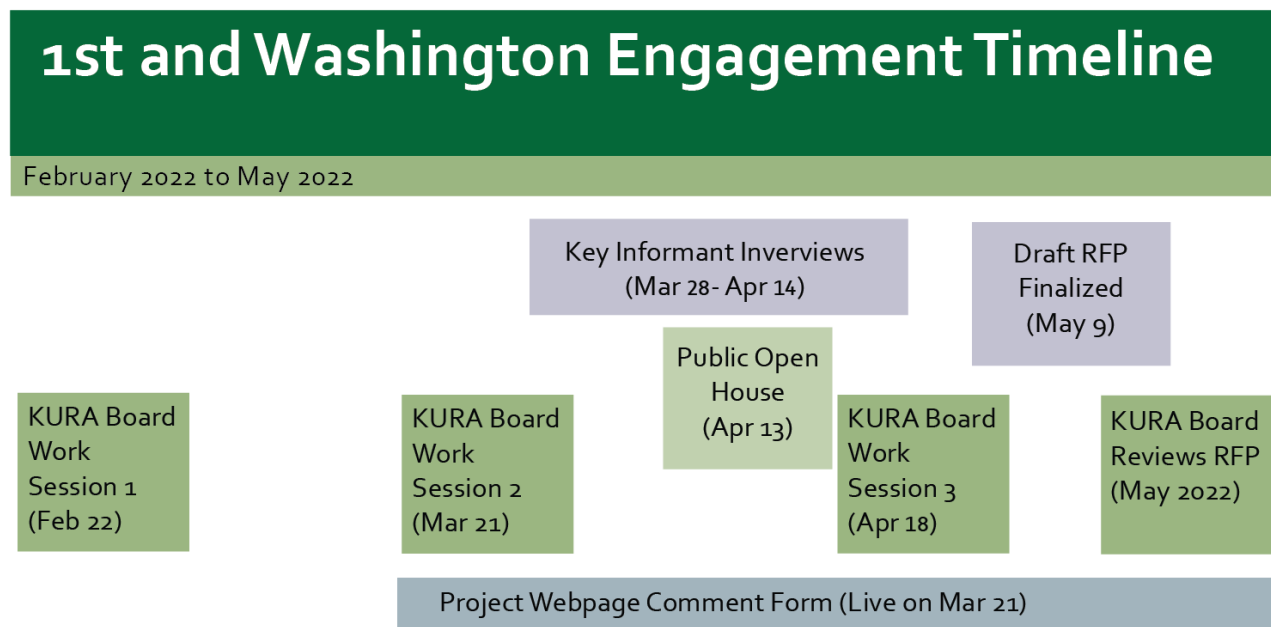 1st and Washington Engagement Timeline
February 2022 to May 2022
Key Informant Inverviews
(Mar 28- Apr 14)
Draft RFP
Finalized
(May 9)
Public Open
House
(Apr 13)
KURA Board
Work
Session 1
(Feb 22)
KURA Board
Work
Session 2
(Mar 21)
KURA Board
Work
Session 3
(Apr 18)
KURA Board
Reviews RFP
(May 2022)
Project Webpage Comment Form (Live on Mar 21)